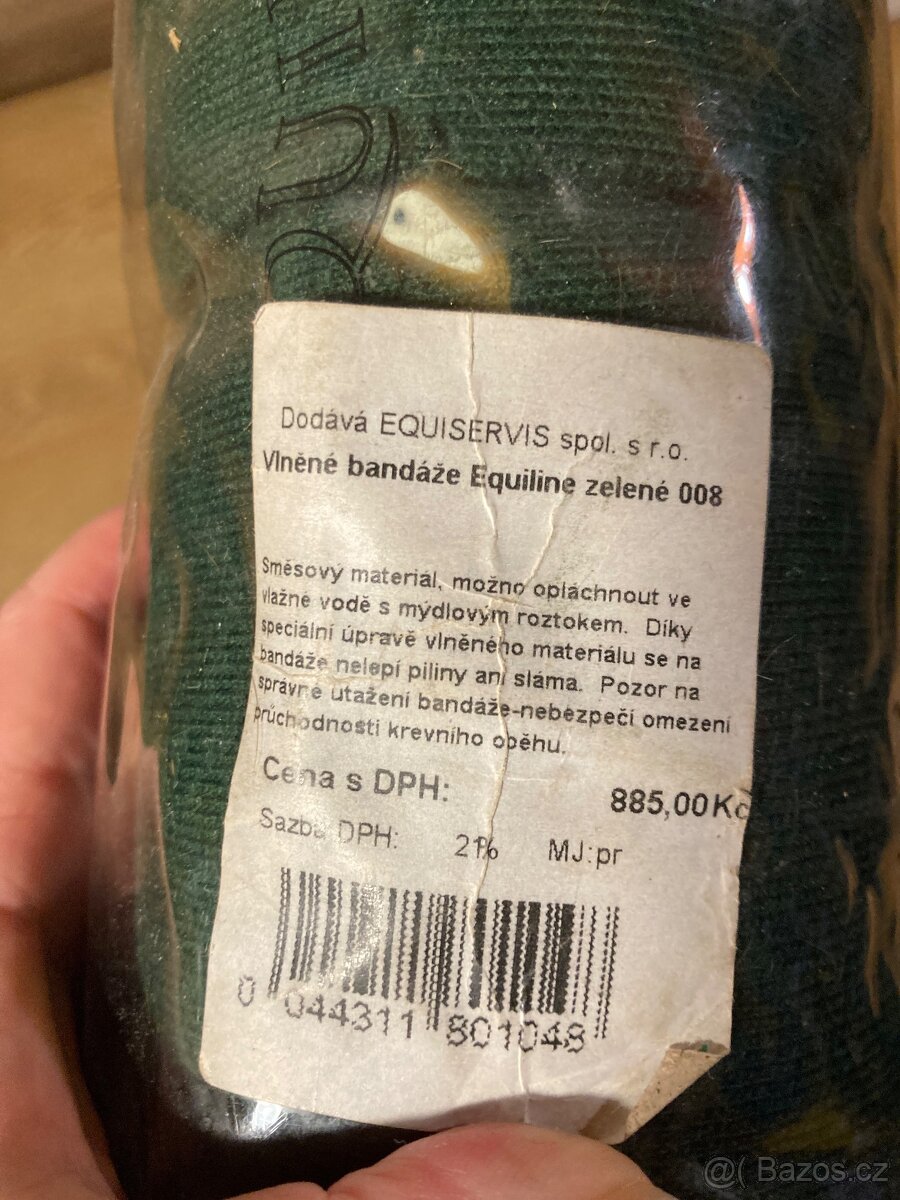 Dodává EQUISERVIS spol. s r.o.
Vlněné bandáže Equiline zelené 008
Směsový materiál, možno opláchnout ve
vlažné vodě s mýdlovým roztokem. Díky
speciální úpravě vlněného materiálu se na
bandáže nelepí piliny ani sláma. Pozor na
správné utažení bandáže-nebezpečí omezení
průchodnosti krevního oběhu.
Cena s DPH: 885,00Kč
Sazba DPH: 21% MJ:pr
0 044311 801048
@( Bazos.cz